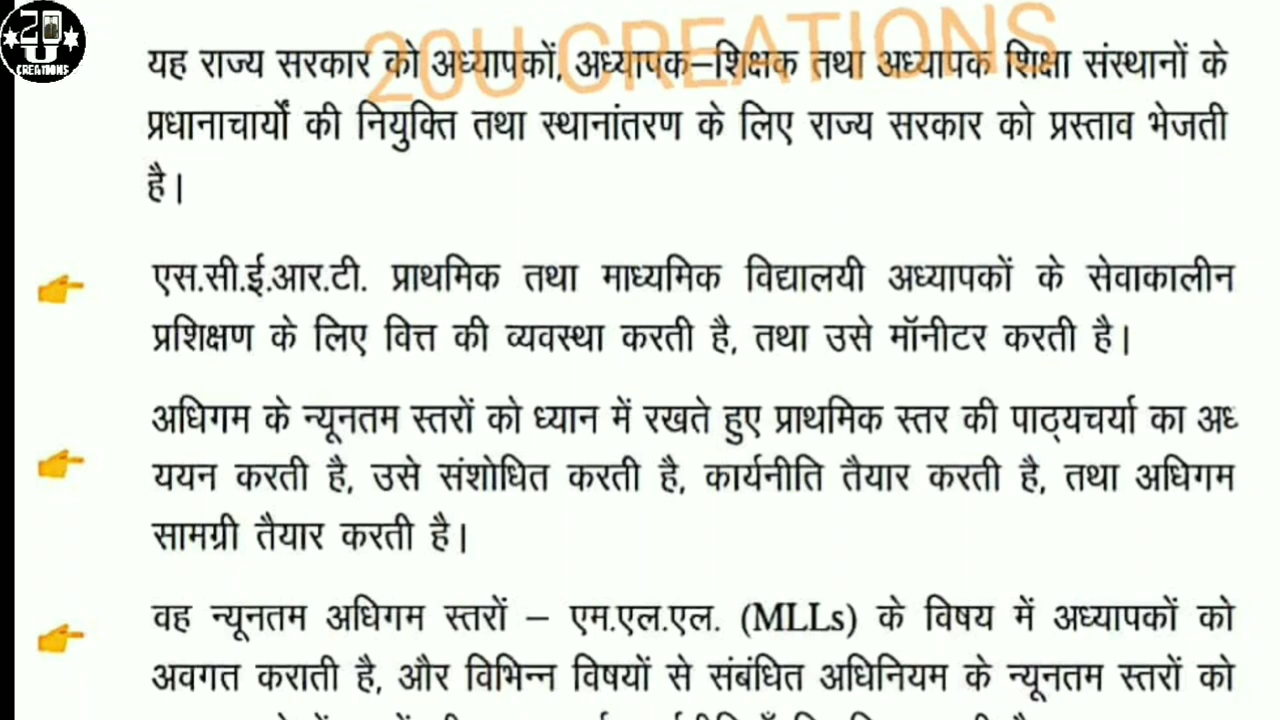 20U
CREATIONS
20U CREATIONS
यह राज्य सरकार को अध्यापकों, अध्यापक–शिक्षक तथा अध्यापक शिक्षा संस्थानों के
प्रधानाचार्यों की नियुक्ति तथा स्थानांतरण के लिए राज्य सरकार को प्रस्ताव भेजती
है।
एस.सी.ई.आर.टी. प्राथमिक तथा माध्यमिक विद्यालयी अध्यापकों के सेवाकालीन
प्रशिक्षण के लिए वित्त की व्यवस्था करती है, तथा उसे मॉनीटर करती है।
अधिगम के न्यूनतम स्तरों को ध्यान में रखते हुए प्राथमिक स्तर की पाठ्यचर्या का अध्
ययन करती है, उसे संशोधित करती है, कार्यनीति तैयार करती है, तथा अधिगम
सामग्री तैयार करती है।
वह न्यूनतम अधिगम स्तरों – एम.एल.एल. (MLLs) के विषय में अध्यापकों को
अवगत कराती है, और विभिन्न विषयों से संबंधित अधिनियम के न्यूनतम स्तरों को